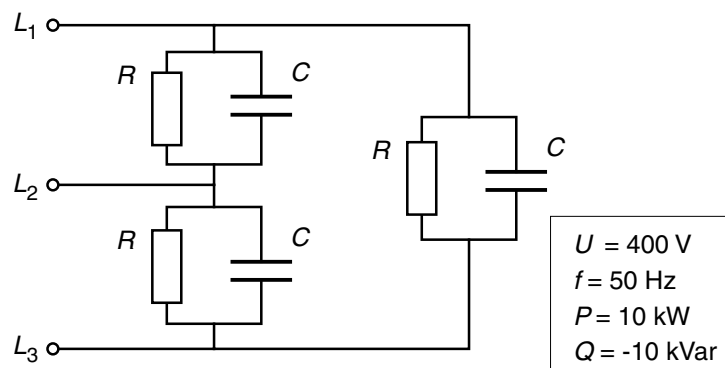 L1
R
C
R
C
L2
R
C
L3
U = 400 V
f = 50 Hz
P = 10 kW
Q = -10 kVar